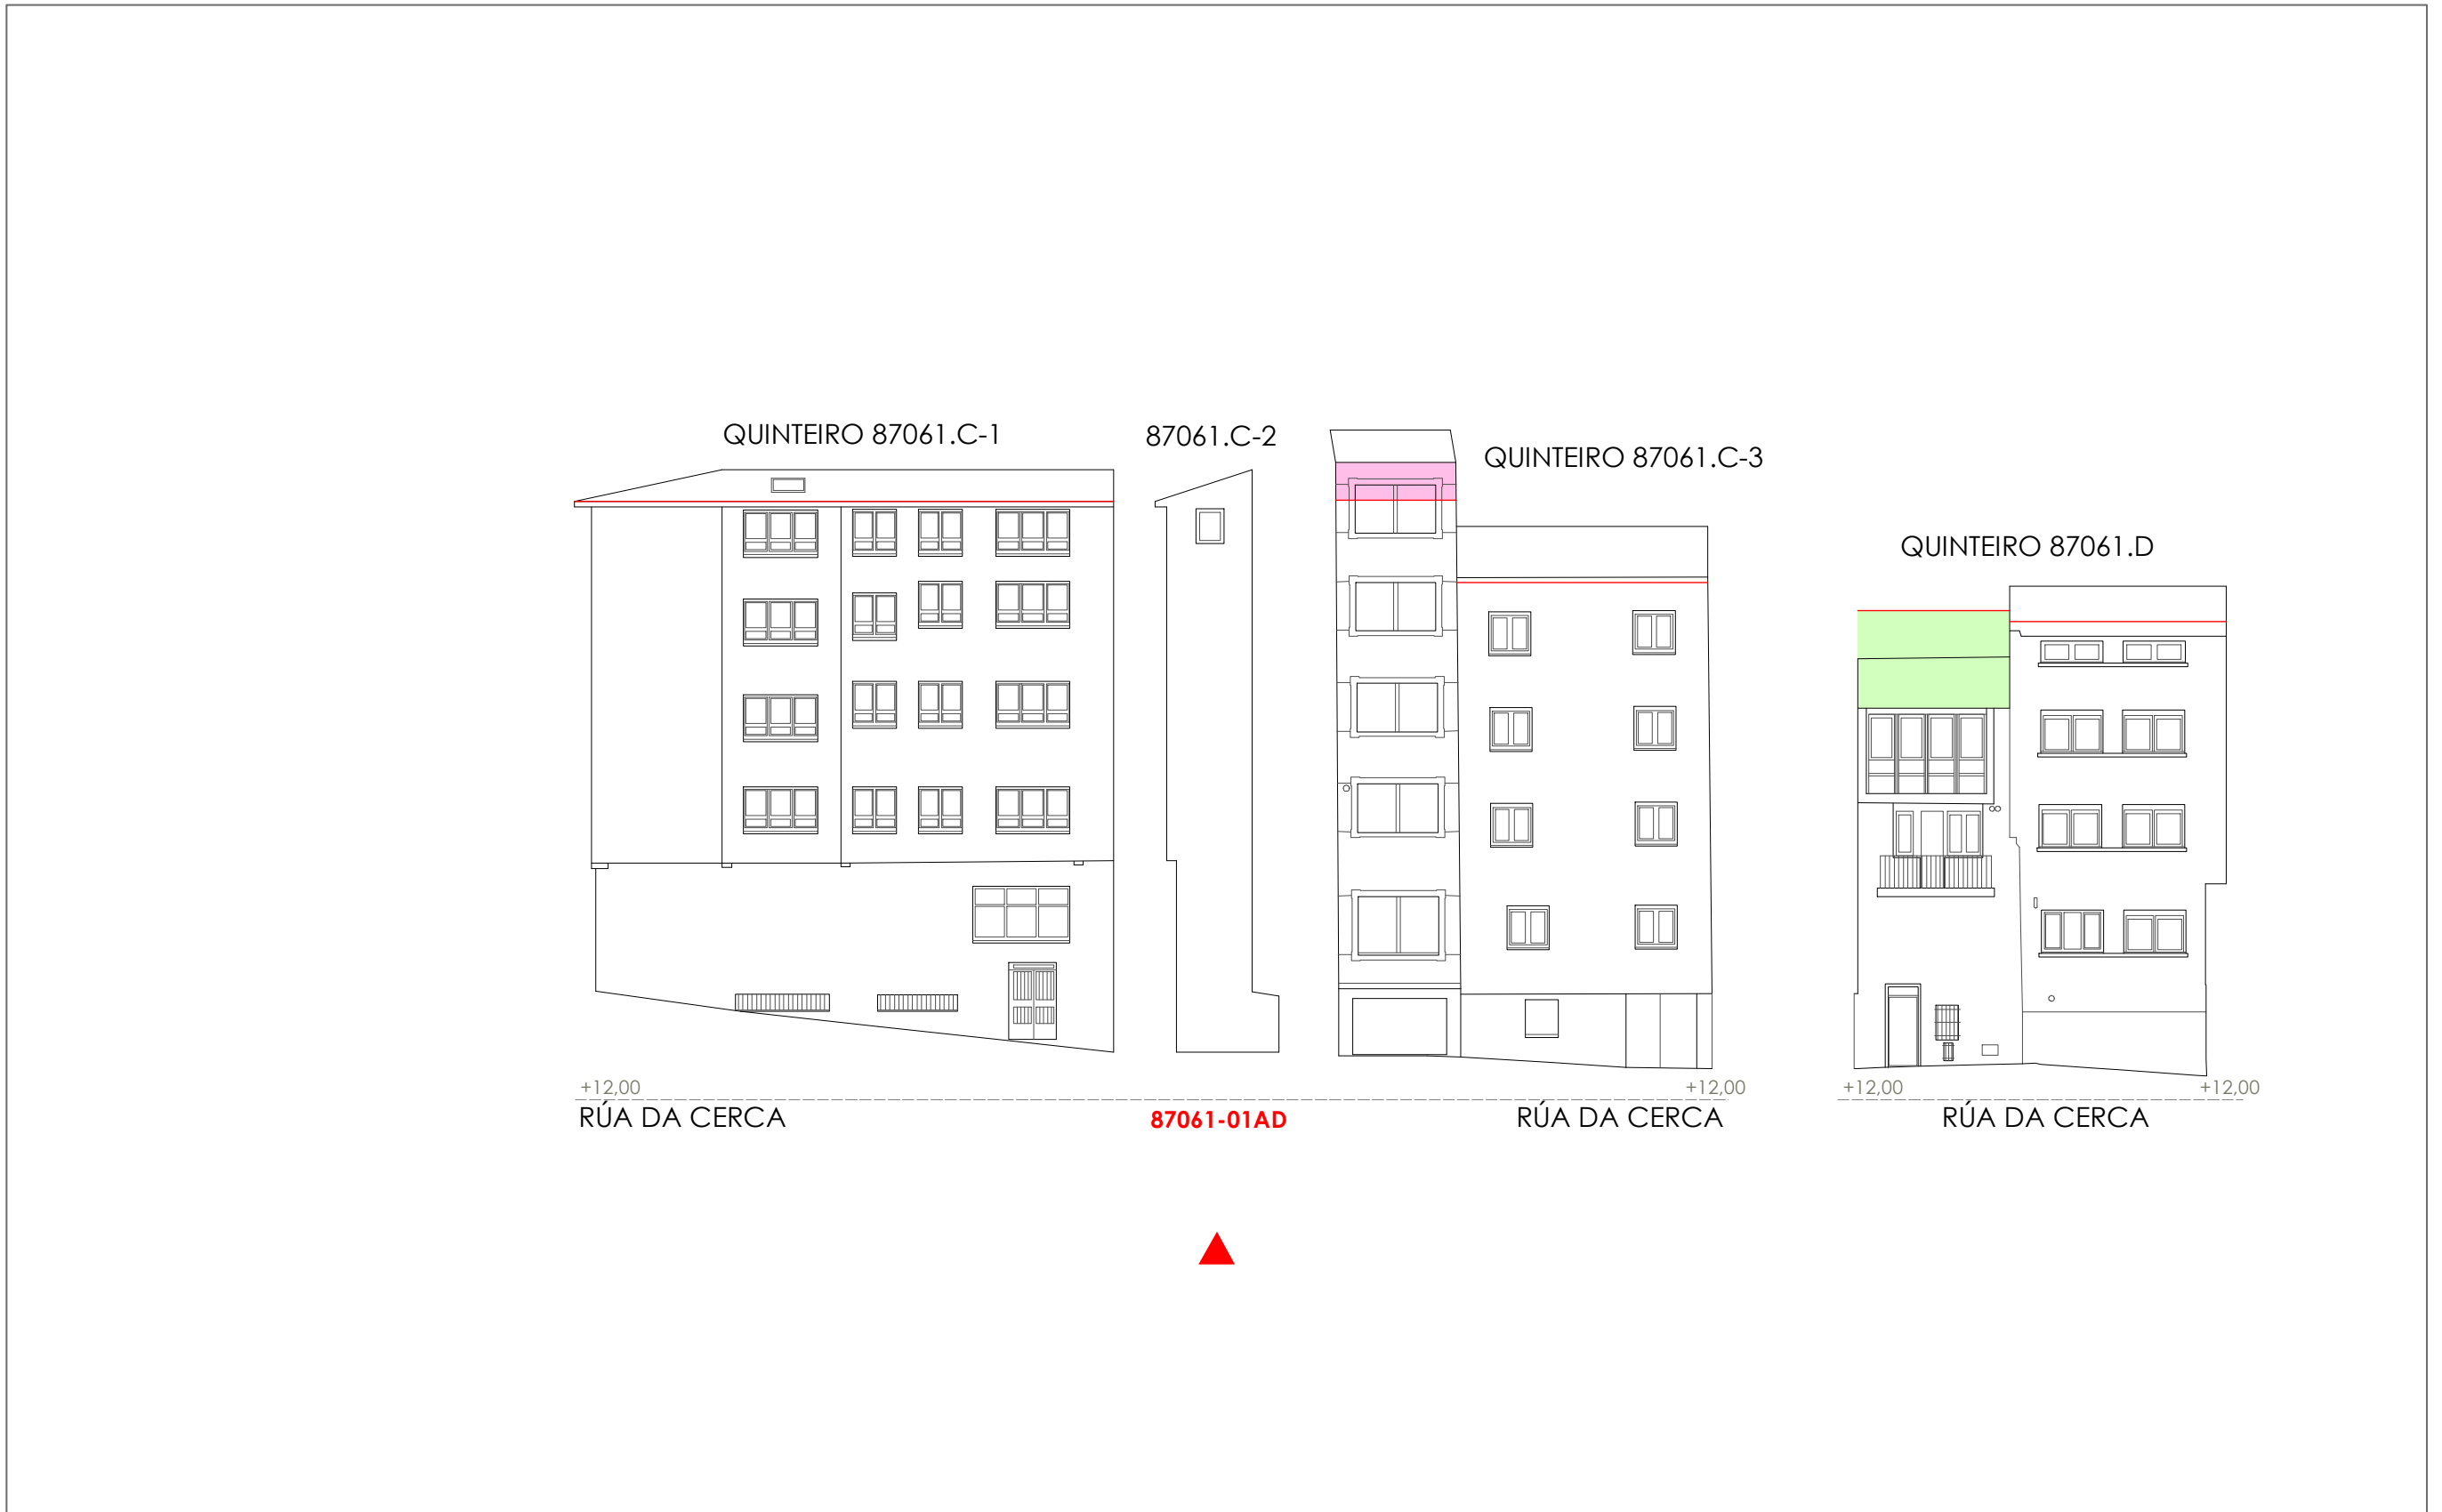 QUINTEIRO 87061.C-1
87061.C-2
QUINTEIRO 87061.C-3
QUINTEIRO 87061.D
+12,00
+12,00
+12,00
+12,00
RÚA DA CERCA
87061-01AD
RÚA DA CERCA
RÚA DA CERCA